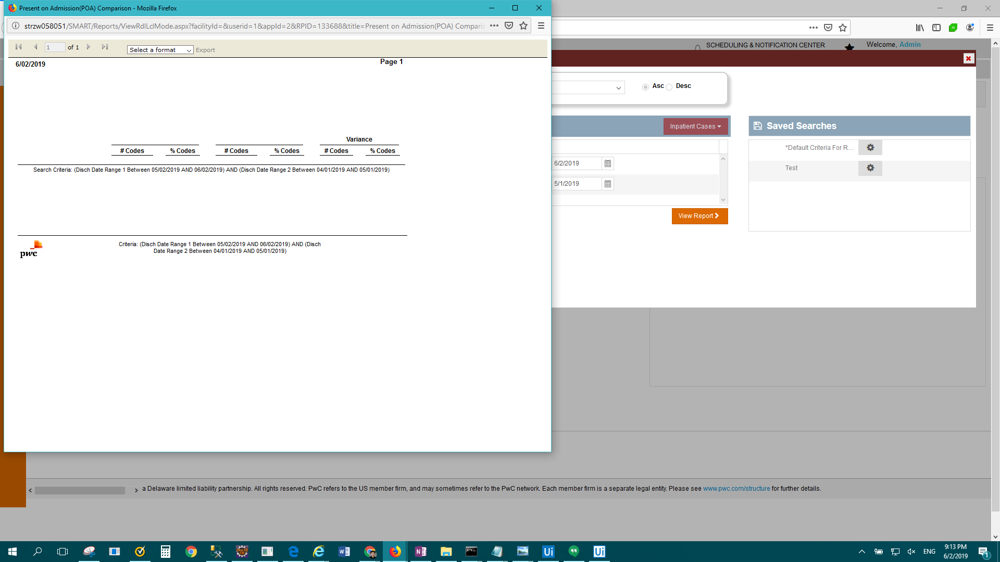 Present on Admission(POA) Comparison - Mozilla Firefox
strzw058051/SMART/Reports/ViewRdlLclMode.aspx?facilityId=&userid=1&appId=2&RPID=133688&title=Present on Admission(POA) Comparis
1 of 1 Select a format Export
6/02/2019
Page 1
Variance
# Codes % Codes # Codes % Codes # Codes % Codes
Search Criteria: (Disch Date Range 1 Between 05/02/2019 AND 06/02/2019) AND (Disch Date Range 2 Between 04/01/2019 AND 05/01/2019)
pwc
Criteria: (Disch Date Range 1 Between 05/02/2019 AND 06/02/2019) AND (Disch
Date Range 2 Between 04/01/2019 AND 05/01/2019)
SCHEDULING & NOTIFICATION CENTER
Welcome, Admin
Asc Desc
Inpatient Cases
6/2/2019
5/1/2019
View Report
Saved Searches
*Default Criteria For R...
Test
a Delaware limited liability partnership. All rights reserved. PwC refers to the US member firm, and may sometimes refer to the PwC network. Each member firm is a separate legal entity. Please see www.pwc.com/structure for further details.
ENG
9:13 PM
6/2/2019
1